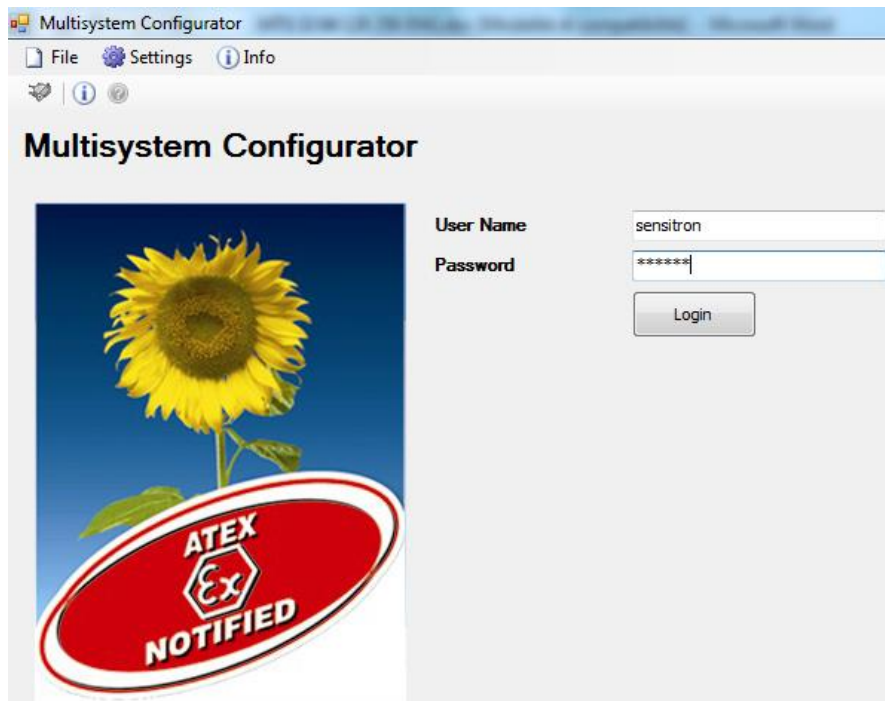 Multisystem Configurator
File Settings Info
Multisystem Configurator
User Name sensitron
Password ******
Login
ATEX
Ex
NOTIFIED